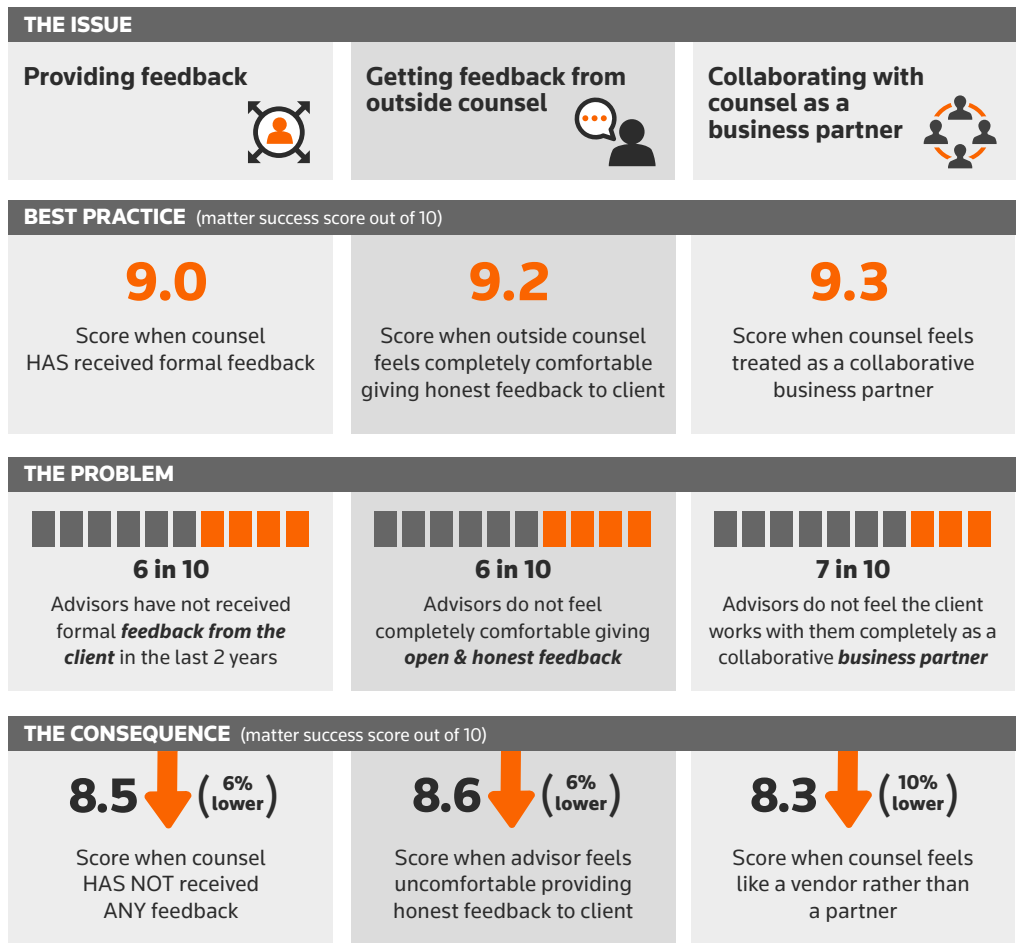 THE ISSUE
Providing feedback
Getting feedback from
outside counsel
Collaborating with
counsel as a
business partner
BEST PRACTICE (matter success score out of 10)
9.0
Score when counsel
HAS received formal feedback
9.2
Score when outside counsel
feels completely comfortable
giving honest feedback to client
9.3
Score when counsel feels
treated as a collaborative
business partner
THE PROBLEM
6 in 10
Advisors have not received
formal feedback from the
client in the last 2 years
6 in 10
Advisors do not feel
completely comfortable giving
open & honest feedback
7 in 10
Advisors do not feel the client
works with them completely as a
collaborative business partner
THE CONSEQUENCE (matter success score out of 10)
8.5 (6%
lower)
Score when counsel
HAS NOT received
ANY feedback
8.6 (6%
lower)
Score when advisor feels
uncomfortable providing
honest feedback to client
8.3 (10%
lower)
Score when counsel feels
like a vendor rather than
a partner